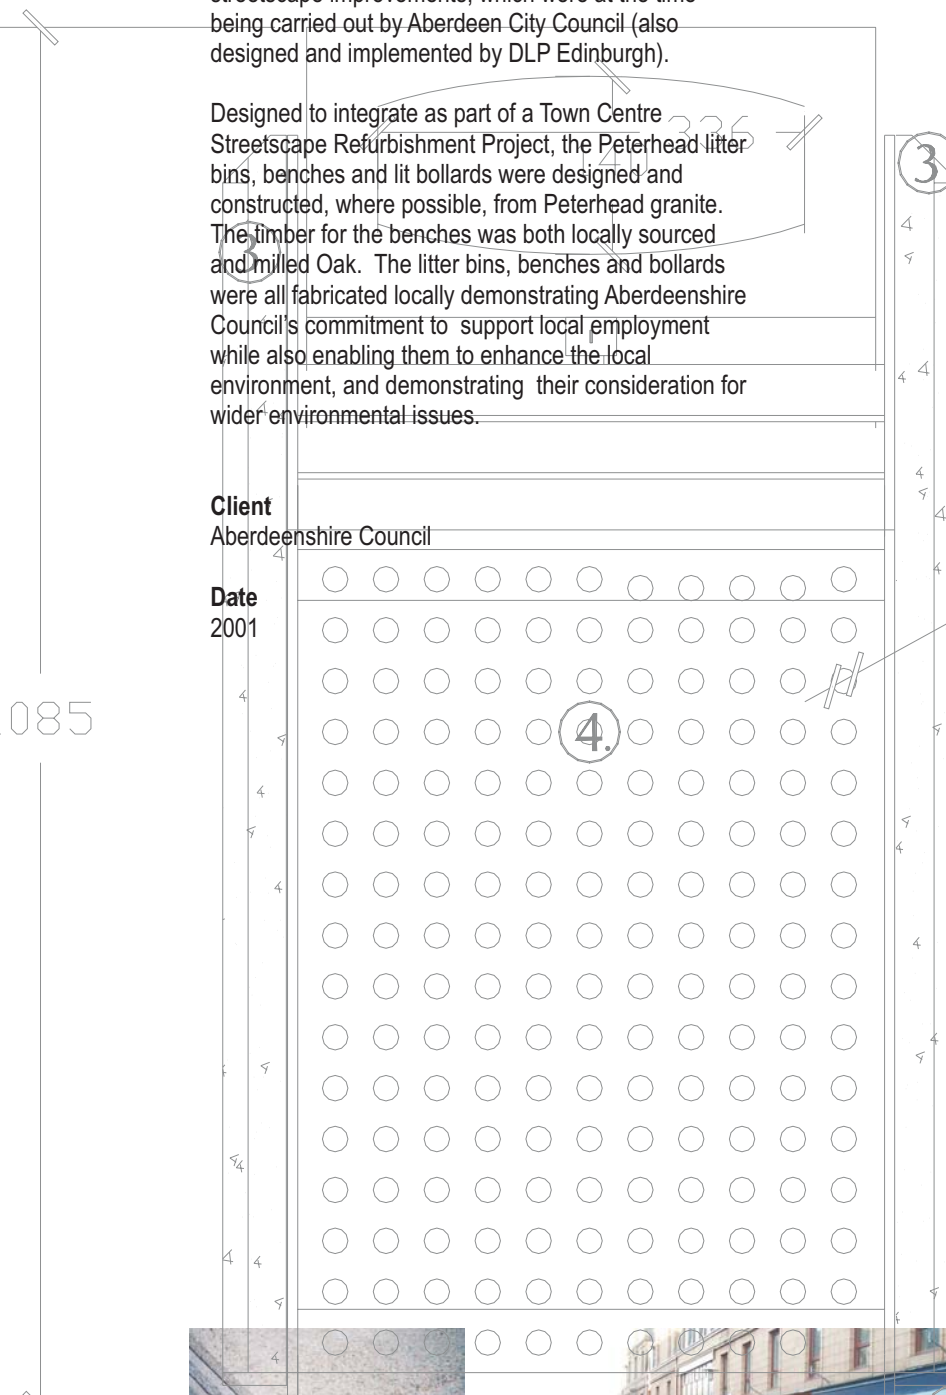 being carried out by Aberdeen City Council (also
designed and implemented by DLP Edinburgh).
Designed to integrate as part of a Town Centre
Streetscape Refurbishment Project, the Peterhead litter
bins, benches and lit bollards were designed and
constructed, where possible, from Peterhead granite.
The timber for the benches was both locally sourced
and milled Oak.  The litter bins, benches and bollards
were all fabricated locally demonstrating Aberdeenshire
Council's commitment to  support local employment
while also enabling them to enhance the local
environment, and demonstrating  their consideration for
wider environmental issues.
Client
Aberdeenshire Council
Date
2001
336
140
3
3
085
4.